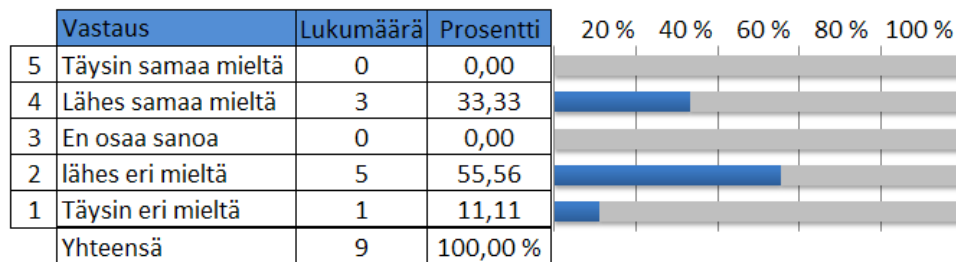 Vastaus Lukumäärä Prosentti 20 % 40 % 60 % 80 % 100 %
5 Täysin samaa mieltä 0 0,00
4 Lähes samaa mieltä 3 33,33
3 En osaa sanoa 0 0,00
2 lähes eri mieltä 5 55,56
1 Täysin eri mieltä 1 11,11
Yhteensä 9 100,00 %